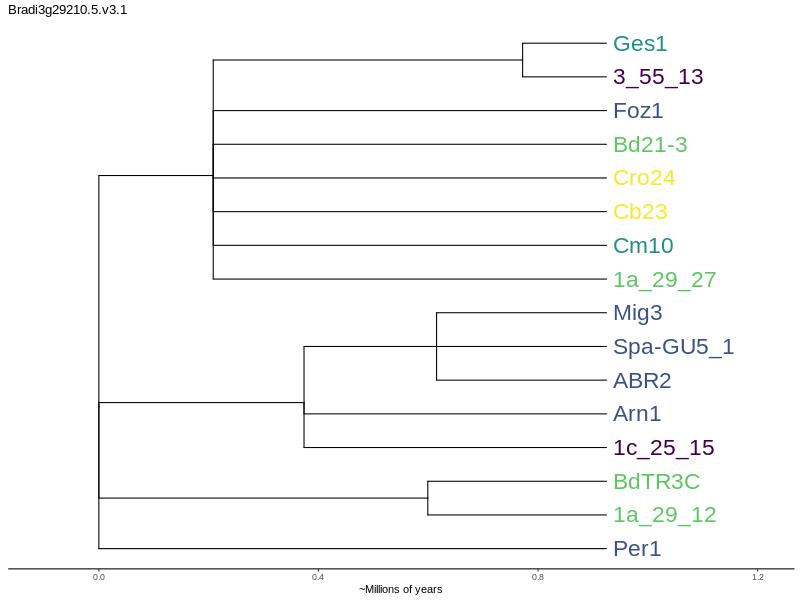 Bradi3g29210.5.v3.1
Ges1
3_55_13
Foz1
Bd21-3
Cro24
Cb23
Cm10
1a_29_27
Mig3
Spa-GU5_1
ABR2
Arn1
1c_25_15
BdTR3C
1a_29_12
Per1
0.0 0.4 0.8 1.2
~Millions of years